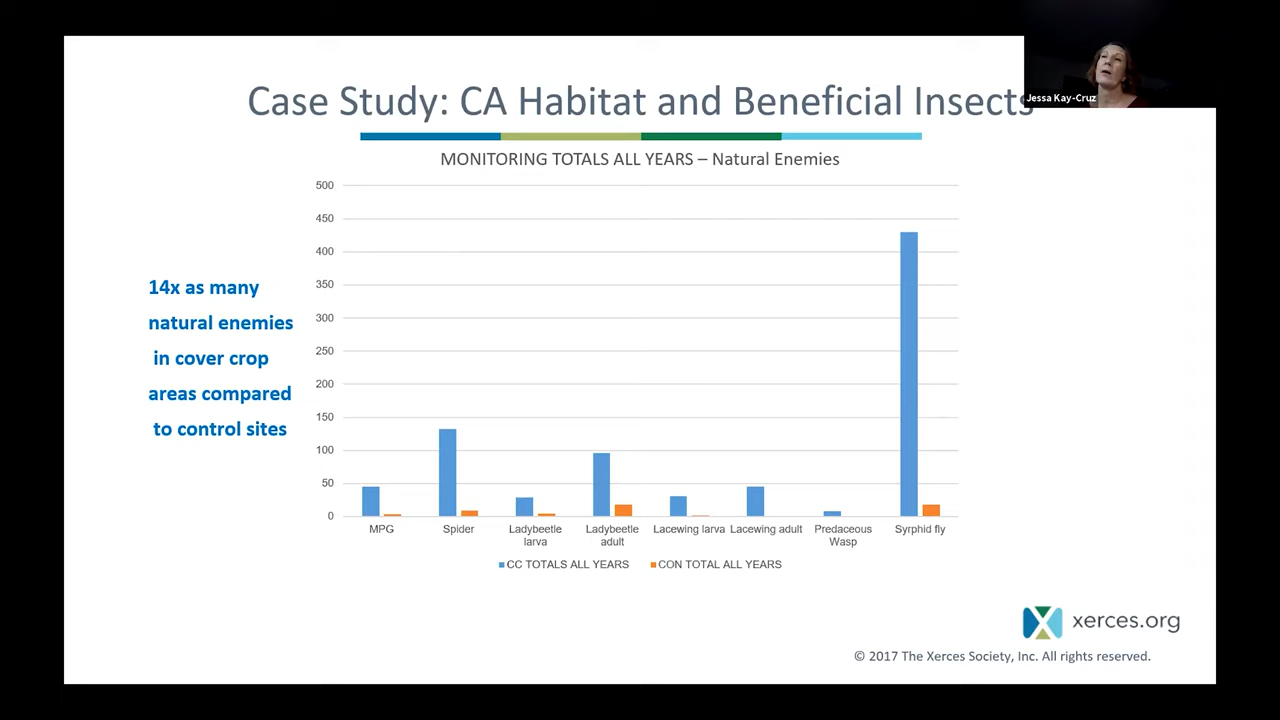 Case Study: CA Habitat and Beneficial Insects
Jessa Kay-Cruz
MONITORING TOTALS ALL YEARS – Natural Enemies
14x as many
natural enemies
in cover crop
areas compared
to control sites
500
450
400
350
300
250
200
150
100
50
0
MPG
Spider
Ladybeetle
larva
Ladybeetle
adult
Lacewing larva
Lacewing adult
Predaceous
Wasp
Syrphid fly
CC TOTALS ALL YEARS
CON TOTAL ALL YEARS
xerces.org
© 2017 The Xerces Society, Inc. All rights reserved.